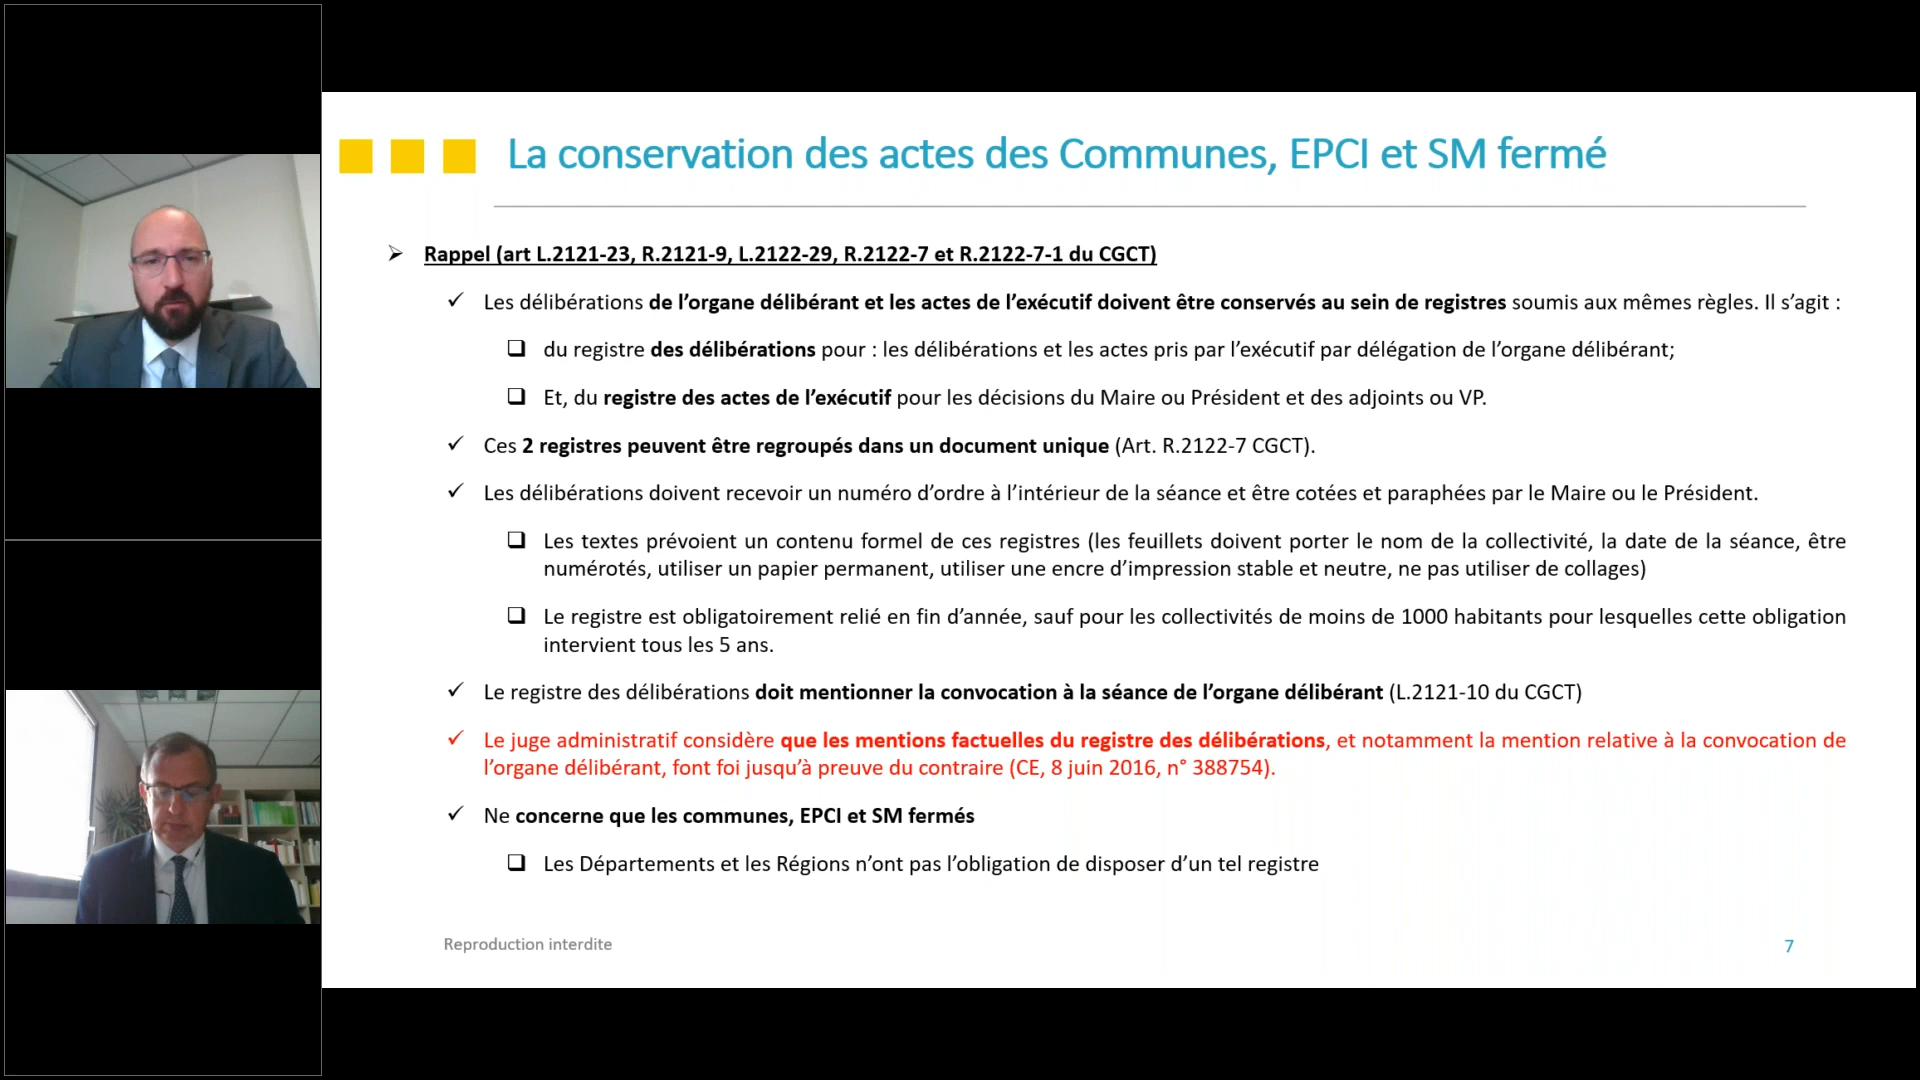 La conservation des actes des Communes, EPCI et SM fermé
Rappel (art L.2121-23, R.2121-9, L.2122-29, R.2122-7 et R.2122-7-1 du CGCT)
Les délibérations de l’organe délibérant et les actes de l’exécutif doivent être conservés au sein de registres soumis aux mêmes règles. Il s’agit :
du registre des délibérations pour : les délibérations et les actes pris par l’exécutif par délégation de l’organe délibérant;
Et, du registre des actes de l’exécutif pour les décisions du Maire ou Président et des adjoints ou VP.
Ces 2 registres peuvent être regroupés dans un document unique (Art. R.2122-7 CGCT).
Les délibérations doivent recevoir un numéro d’ordre à l’intérieur de la séance et être cotées et paraphées par le Maire ou le Président.
Les textes prévoient un contenu formel de ces registres (les feuillets doivent porter le nom de la collectivité, la date de la séance, être
numérotés, utiliser un papier permanent, utiliser une encre d’impression stable et neutre, ne pas utiliser de collages)
Le registre est obligatoirement relié en fin d’année, sauf pour les collectivités de moins de 1000 habitants pour lesquelles cette obligation
intervient tous les 5 ans.
Le registre des délibérations doit mentionner la convocation à la séance de l’organe délibérant (L.2121-10 du CGCT)
Le juge administratif considère que les mentions factuelles du registre des délibérations, et notamment la mention relative à la convocation de
l’organe délibérant, font foi jusqu’à preuve du contraire (CE, 8 juin 2016, n° 388754).
Ne concerne que les communes, EPCI et SM fermés
Les Départements et les Régions n’ont pas l’obligation de disposer d’un tel registre
Reproduction interdite
7